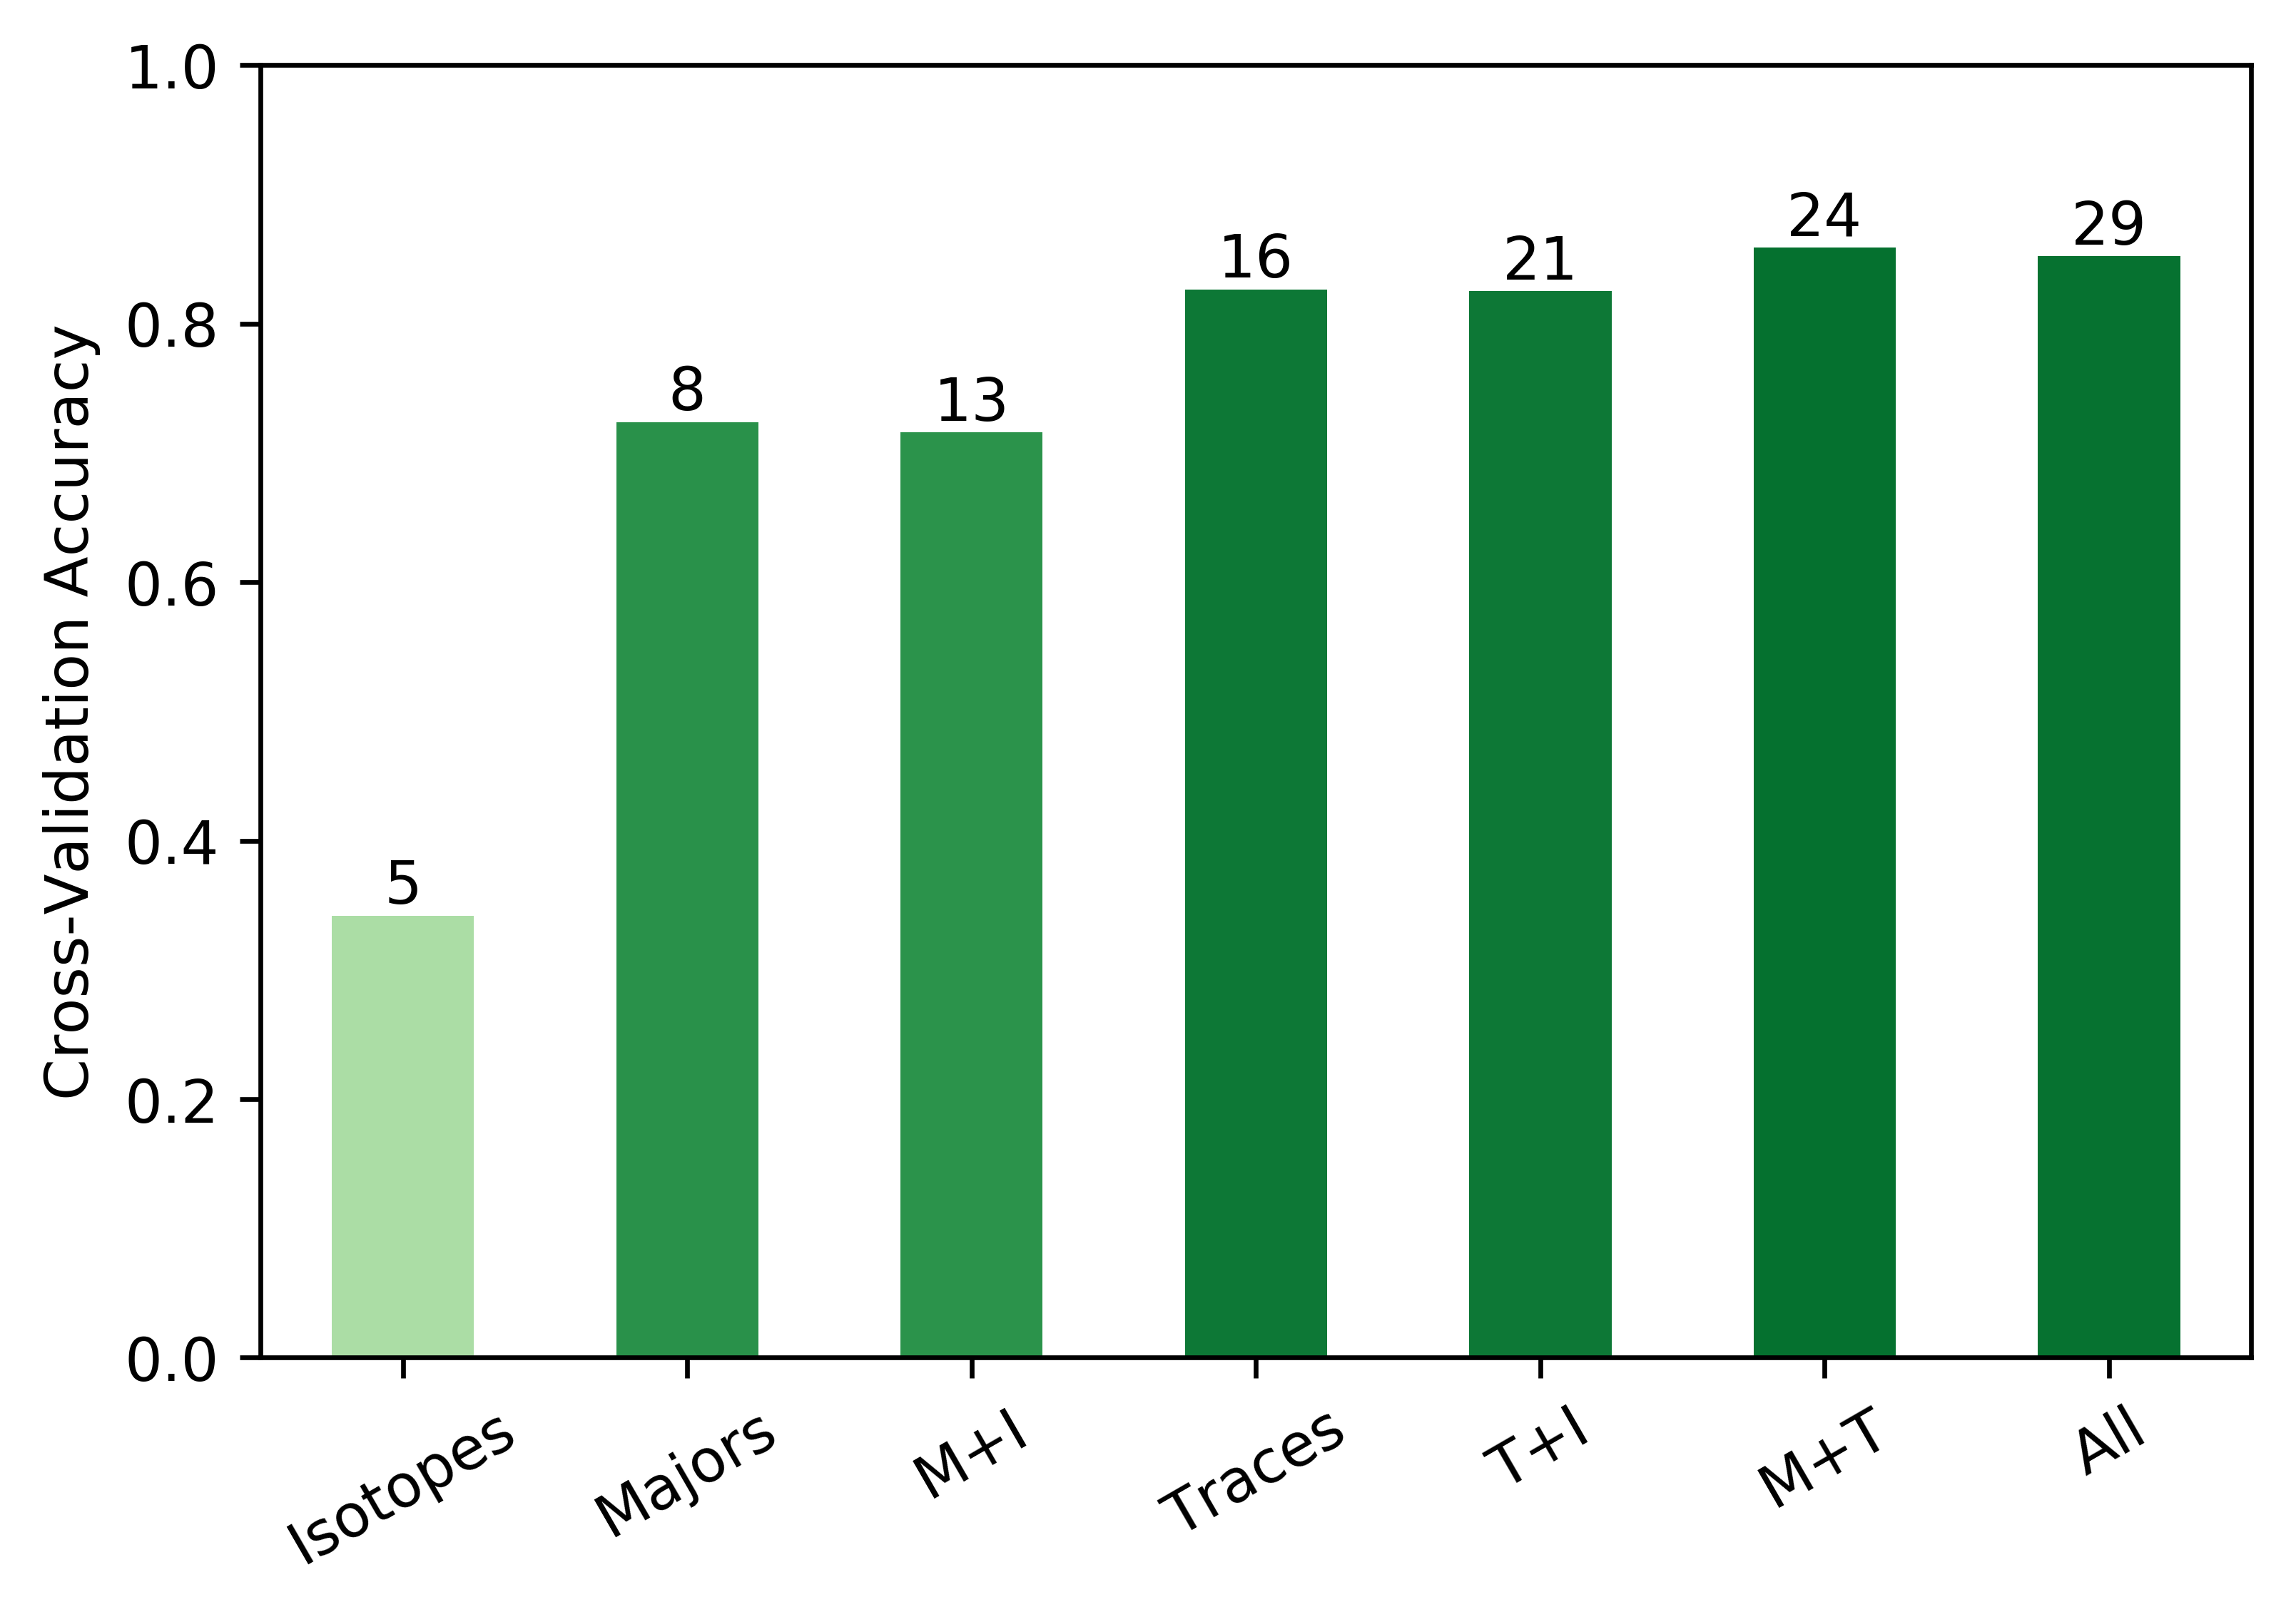 Cross-Validation Accuracy
1.0
0.8
0.6
0.4
0.2
0.0
5
8
13
16
21
24
29
Isotopes
Majors
M+I
Traces
T+I
M+T
All